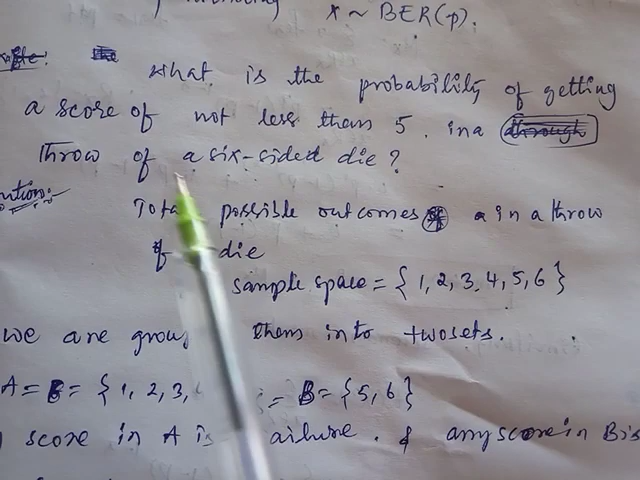 x ~ BER(p).
what is the probability of getting
a score of not less than 5. in a
Throw of a six-sided die?
Total possible outcomes in a throw
die
sample space = { 1, 2, 3, 4, 5, 6 }
we are them into two sets.
A = = { 1, 2, 3, = B = { 5, 6 }
score in A is & any score in B is